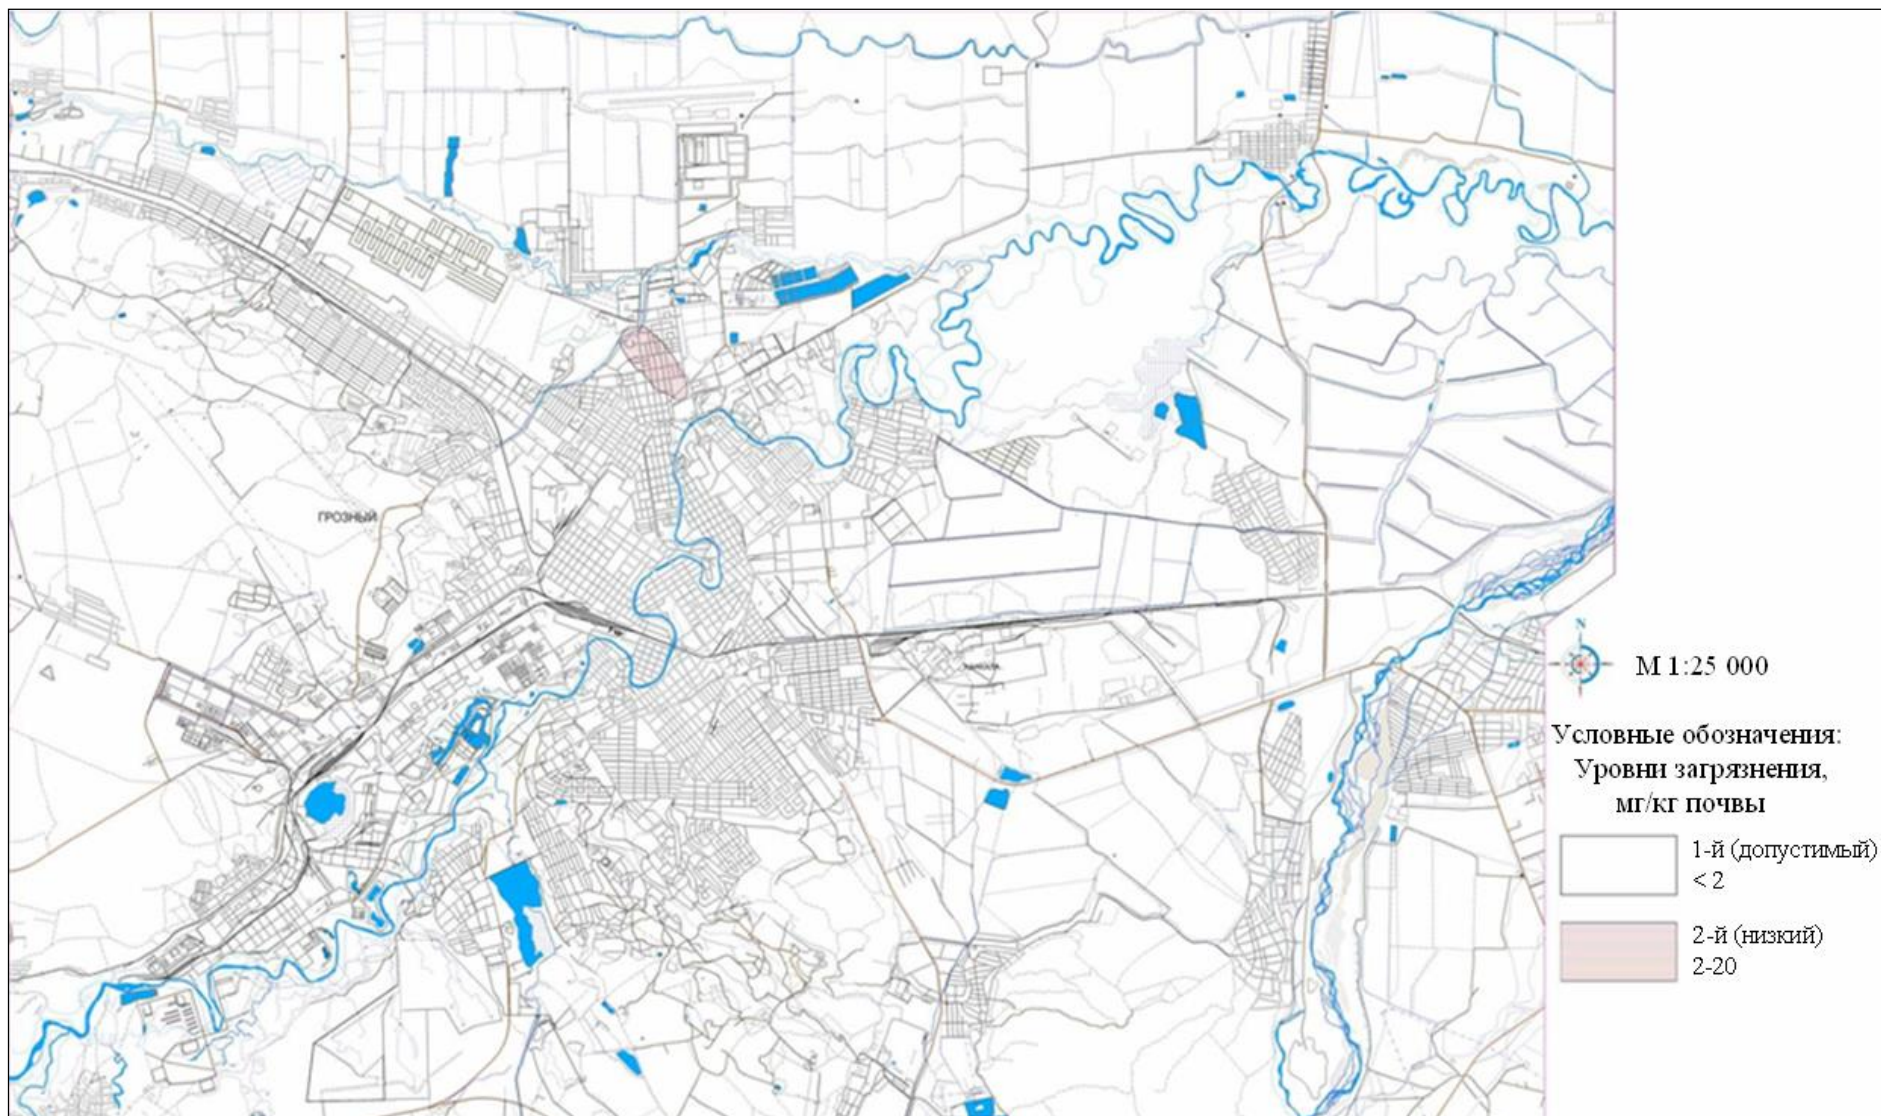 ГРОЗНЫЙ
N
М 1:25 000
Условные обозначения:
Уровни загрязнения,
мг/кг почвы
1-й (допустимый)
< 2
2-й (низкий)
2-20